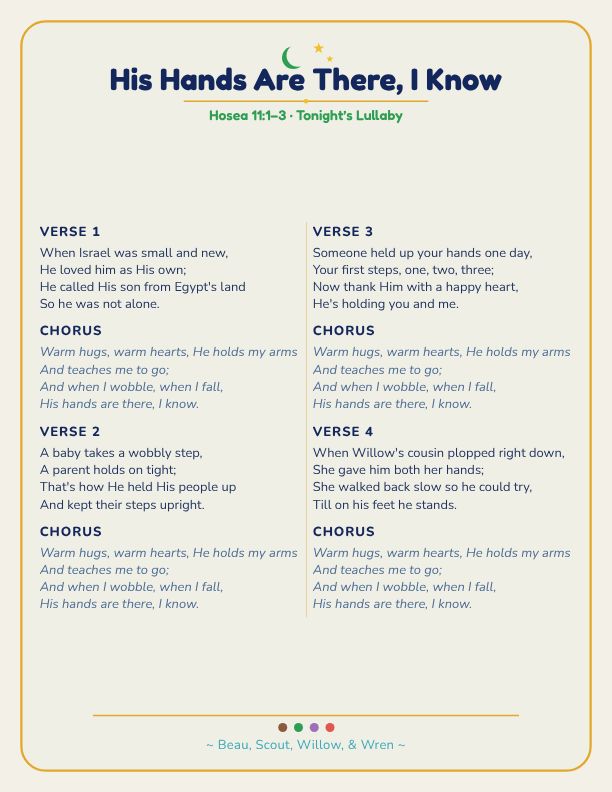 His Hands Are There, I Know
Hosea 11:1–3 · Tonight's Lullaby
VERSE 1
When Israel was small and new,
He loved him as His own;
He called His son from Egypt's land
So he was not alone.
CHORUS
Warm hugs, warm hearts, He holds my arms
And teaches me to go;
And when I wobble, when I fall,
His hands are there, I know.
VERSE 2
A baby takes a wobbly step,
A parent holds on tight;
That's how He held His people up
And kept their steps upright.
CHORUS
Warm hugs, warm hearts, He holds my arms
And teaches me to go;
And when I wobble, when I fall,
His hands are there, I know.
VERSE 3
Someone held up your hands one day,
Your first steps, one, two, three;
Now thank Him with a happy heart,
He's holding you and me.
CHORUS
Warm hugs, warm hearts, He holds my arms
And teaches me to go;
And when I wobble, when I fall,
His hands are there, I know.
VERSE 4
When Willow's cousin plopped right down,
She gave him both her hands;
She walked back slow so he could try,
Till on his feet he stands.
CHORUS
Warm hugs, warm hearts, He holds my arms
And teaches me to go;
And when I wobble, when I fall,
His hands are there, I know.
~ Beau, Scout, Willow, & Wren ~